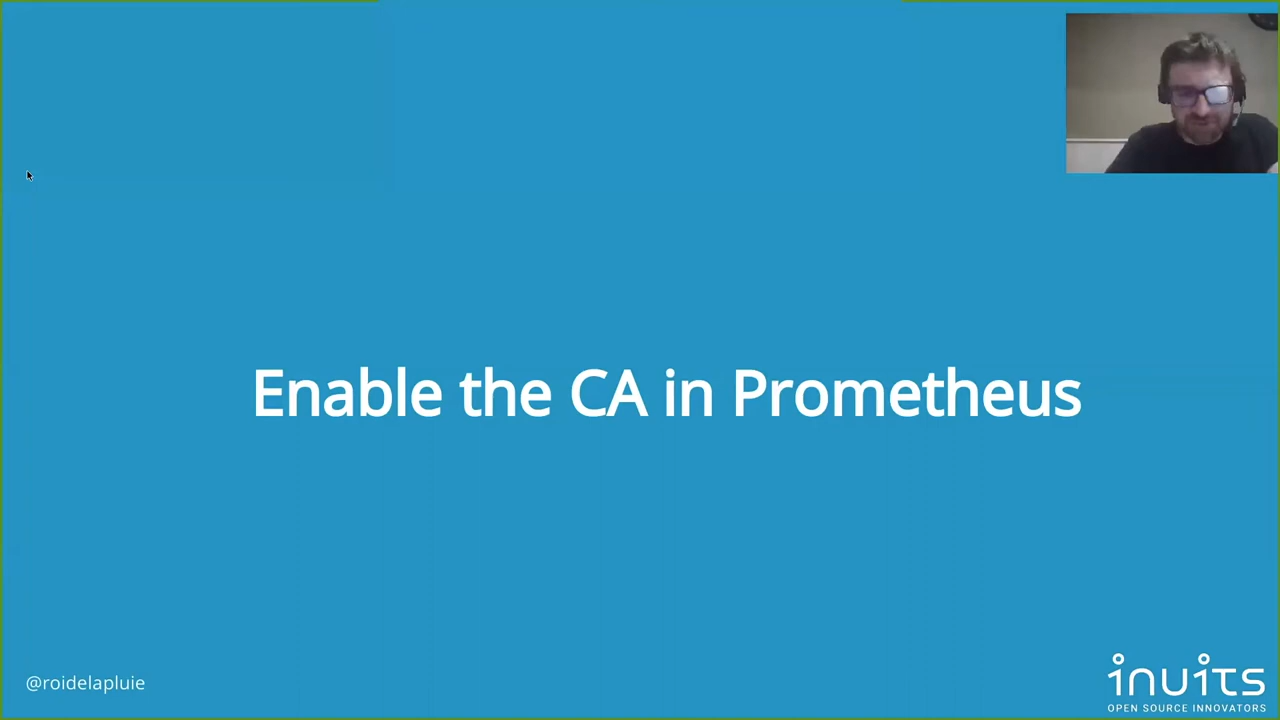 Enable the CA in Prometheus
@roidelapluie
inuits
OPEN SOURCE INNOVATORS